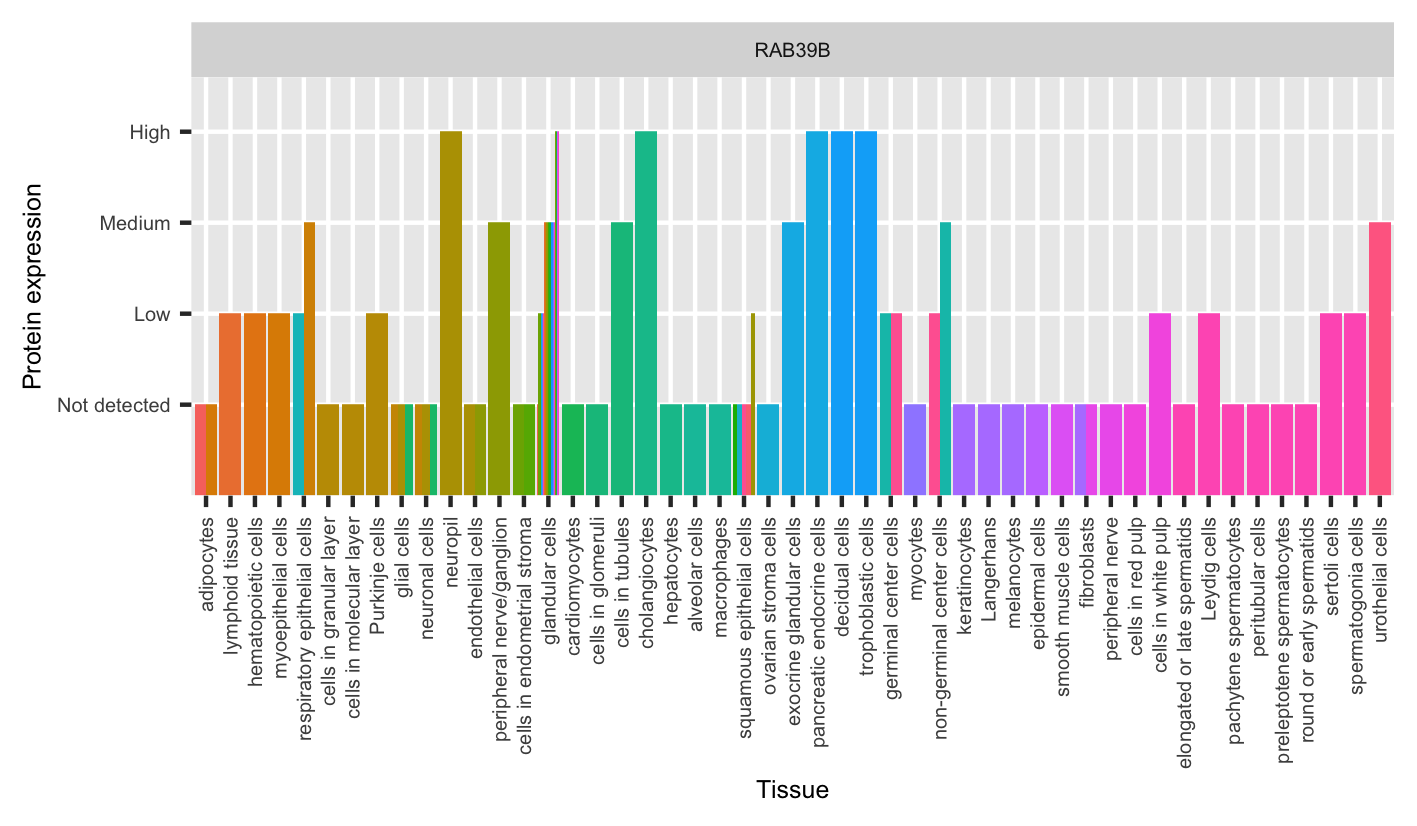 RAB39B
Protein expression
High
Medium
Low
Not detected
adipocytes
lymphoid tissue
hematopoietic cells
myoepithelial cells
respiratory epithelial cells
cells in granular layer
cells in molecular layer
Purkinje cells
glial cells
neuronal cells
neuropil
endothelial cells
peripheral nerve/ganglion
cells in endometrial stroma
glandular cells
cardiomyocytes
cells in glomeruli
cells in tubules
cholangiocytes
hepatocytes
alveolar cells
macrophages
squamous epithelial cells
ovarian stroma cells
exocrine glandular cells
pancreatic endocrine cells
decidual cells
trophoblastic cells
germinal center cells
myocytes
non-germinal center cells
keratinocytes
Langerhans
melanocytes
epidermal cells
smooth muscle cells
fibroblasts
peripheral nerve
cells in red pulp
cells in white pulp
elongated or late spermatids
Leydig cells
pachytene spermatocytes
peritubular cells
preleptotene spermatocytes
round or early spermatids
sertoli cells
spermatogonia cells
urothelial cells
Tissue